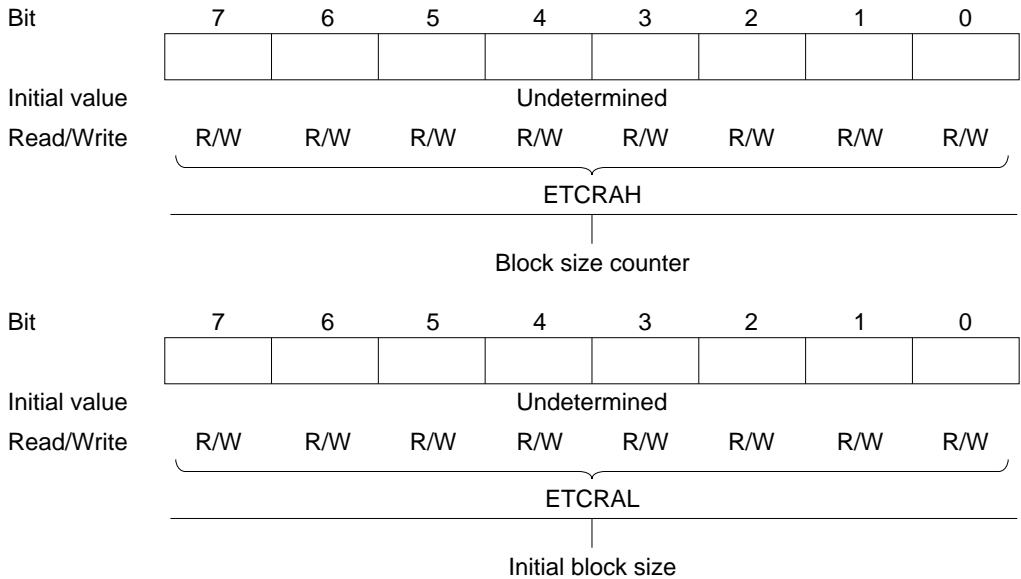 Bit 7 6 5 4 3 2 1 0
Initial value Undetermined
Read/Write R/W R/W R/W R/W R/W R/W R/W R/W
ETCRAH
Block size counter
Bit 7 6 5 4 3 2 1 0
Initial value Undetermined
Read/Write R/W R/W R/W R/W R/W R/W R/W R/W
ETCRAL
Initial block size